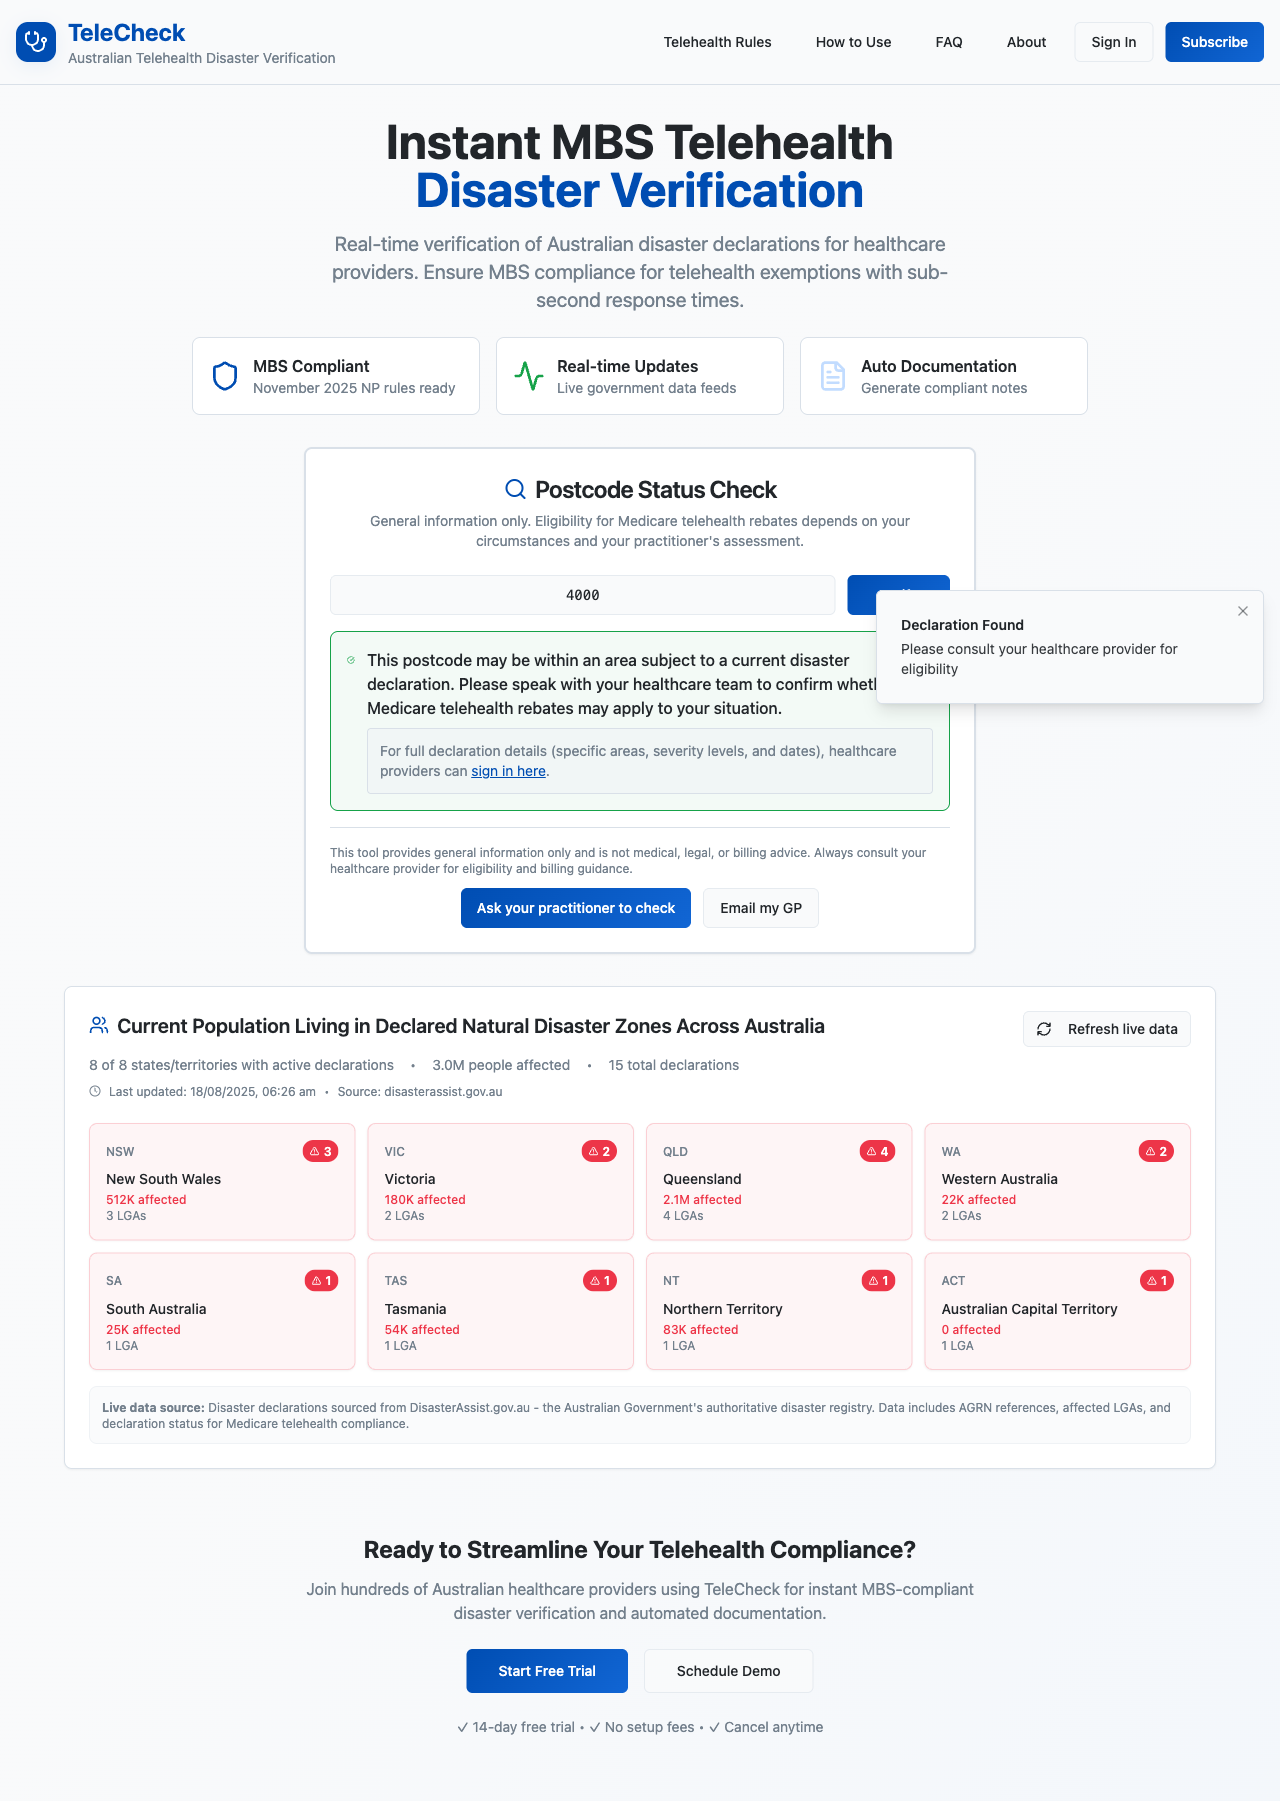 TeleCheck
Australian Telehealth Disaster Verification
Telehealth Rules
How to Use
FAQ
About
Sign In
Subscribe
Instant MBS Telehealth
Disaster Verification
Real-time verification of Australian disaster declarations for healthcare
providers. Ensure MBS compliance for telehealth exemptions with sub-
second response times.
MBS Compliant
November 2025 NP rules ready
Real-time Updates
Live government data feeds
Auto Documentation
Generate compliant notes
Postcode Status Check
General information only. Eligibility for Medicare telehealth rebates depends on your
circumstances and your practitioner's assessment.
4000
Declaration Found
Please consult your healthcare provider for
eligibility
This postcode may be within an area subject to a current disaster
declaration. Please speak with your healthcare team to confirm
Medicare telehealth rebates may apply to your situation.
For full declaration details (specific areas, severity levels, and dates), healthcare
providers can sign in here.
This tool provides general information only and is not medical, legal, or billing advice. Always consult your
healthcare provider for eligibility and billing guidance.
Ask your practitioner to check
Email my GP
Current Population Living in Declared Natural Disaster Zones Across Australia
Refresh live data
8 of 8 states/territories with active declarations • 3.0M people affected • 15 total declarations
Last updated: 18/08/2025, 06:26 am • Source: disasterassist.gov.au
NSW 3
New South Wales
512K affected
3 LGAs
VIC 2
Victoria
180K affected
2 LGAs
QLD 4
Queensland
2.1M affected
4 LGAs
WA 2
Western Australia
22K affected
2 LGAs
SA 1
South Australia
25K affected
1 LGA
TAS 1
Tasmania
54K affected
1 LGA
NT 1
Northern Territory
83K affected
1 LGA
ACT 1
Australian Capital Territory
0 affected
1 LGA
Live data source: Disaster declarations sourced from DisasterAssist.gov.au - the Australian Government's authoritative disaster registry. Data includes AGRN references, affected LGAs, and
declaration status for Medicare telehealth compliance.
Ready to Streamline Your Telehealth Compliance?
Join hundreds of Australian healthcare providers using TeleCheck for instant MBS-compliant
disaster verification and automated documentation.
Start Free Trial
Schedule Demo
✓ 14-day free trial • ✓ No setup fees • ✓ Cancel anytime